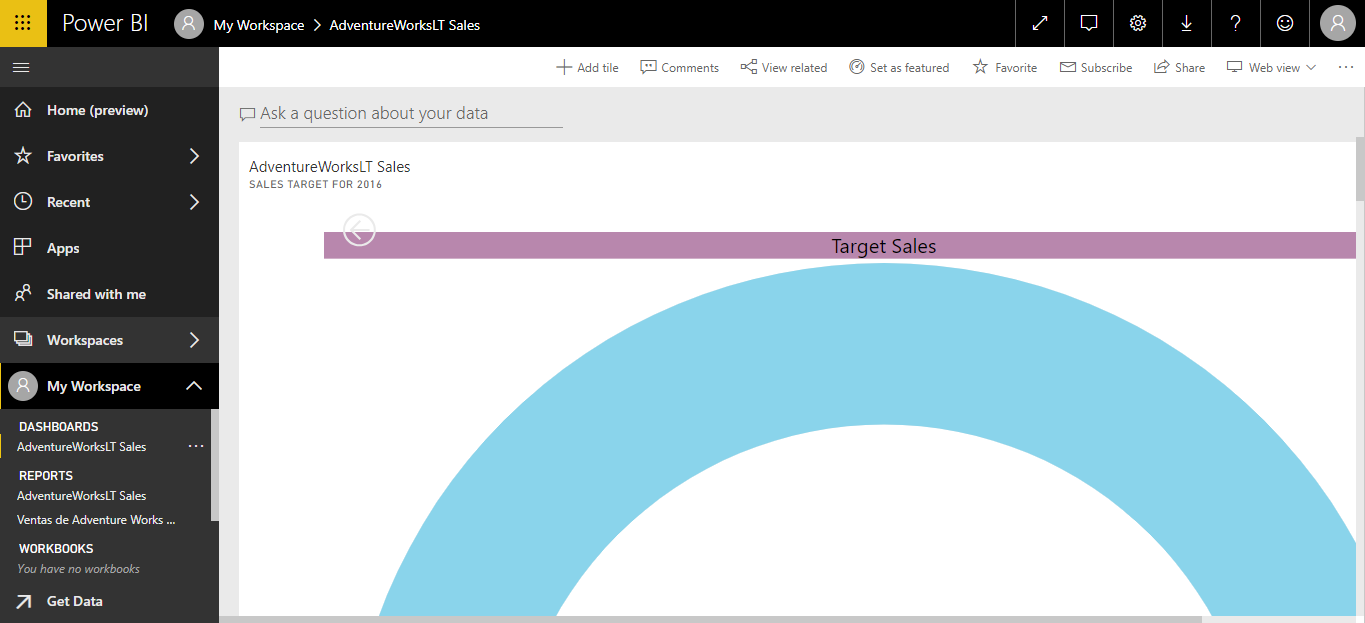 Power BI
My Workspace > AdventureWorksLT Sales
?
Add tile
Comments
View related
Set as featured
Favorite
Subscribe
Share
Web view
...
Home (preview)
Favorites
Recent
Apps
Shared with me
Workspaces
My Workspace
DASHBOARDS
AdventureWorksLT Sales
...
REPORTS
AdventureWorksLT Sales
Ventas de Adventure Works ...
WORKBOOKS
You have no workbooks
Get Data
Ask a question about your data
AdventureWorksLT Sales
SALES TARGET FOR 2016
Target Sales